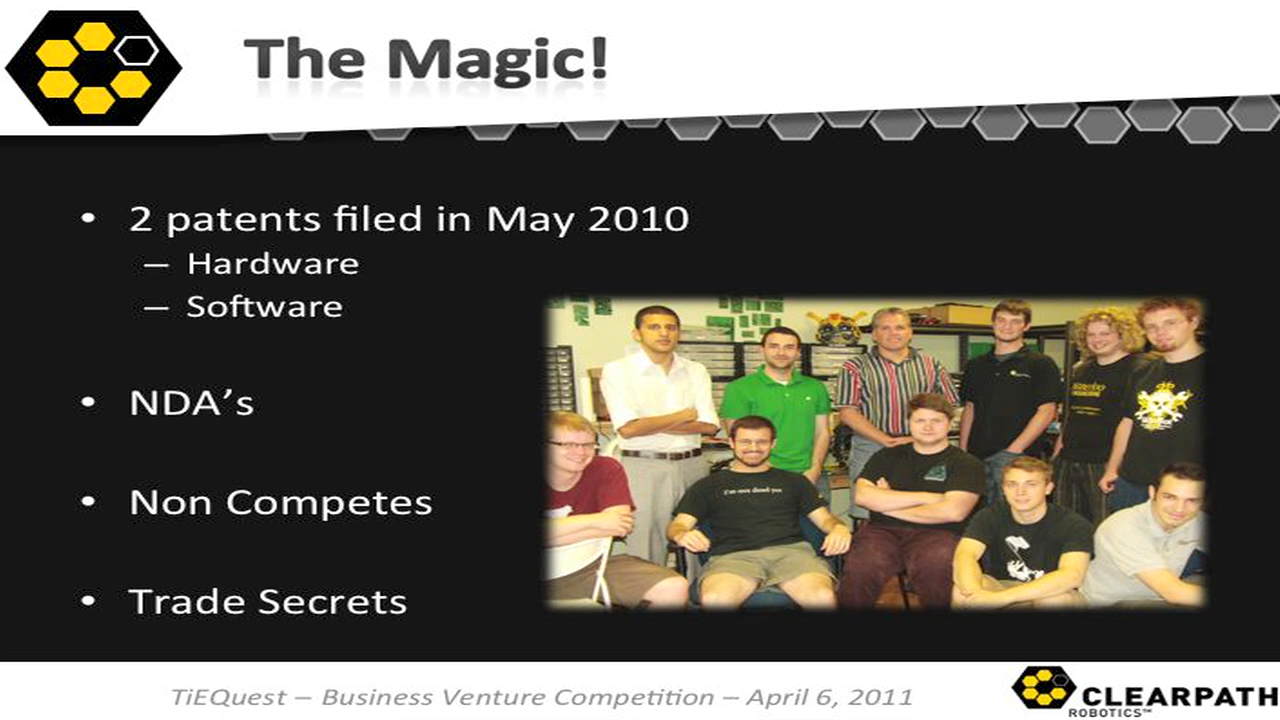 The Magic!
• 2 patents filed in May 2010
– Hardware
– Software
• NDA’s
• Non Competes
• Trade Secrets
TiEQuest – Business Venture Competition – April 6, 2011
CLEARPATH
ROBOTICS™